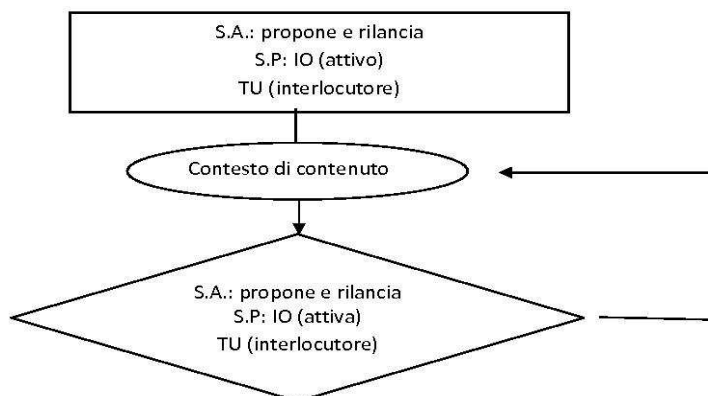 S.A.: propone e rilancia
S.P: IO (attivo)
TU (interlocutore)
Contesto di contenuto
S.A.: propone e rilancia
S.P: IO (attiva)
TU (interlocutore)